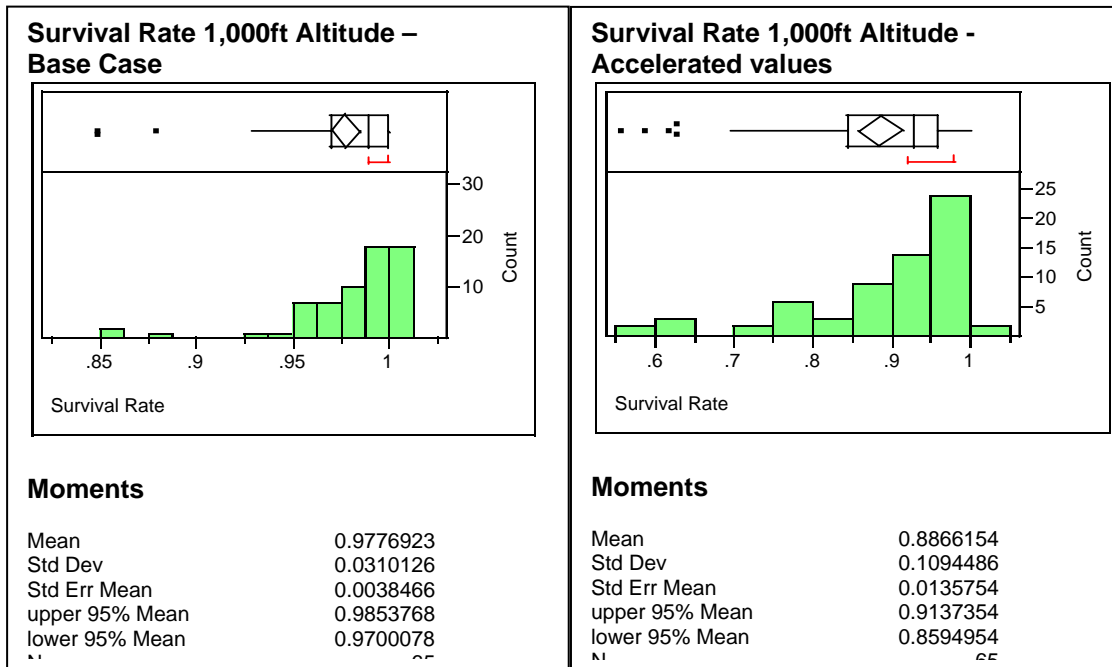 Survival Rate 1,000ft Altitude –
Base Case
30
20
10
Count
.85 .9 .95 1
Survival Rate
Moments
Mean 0.9776923
Std Dev 0.0310126
Std Err Mean 0.0038466
upper 95% Mean 0.9853768
lower 95% Mean 0.9700078
Survival Rate 1,000ft Altitude -
Accelerated values
25
20
15
10
5
Count
.6 .7 .8 .9 1
Survival Rate
Moments
Mean 0.8866154
Std Dev 0.1094486
Std Err Mean 0.0135754
upper 95% Mean 0.9137354
lower 95% Mean 0.8594954